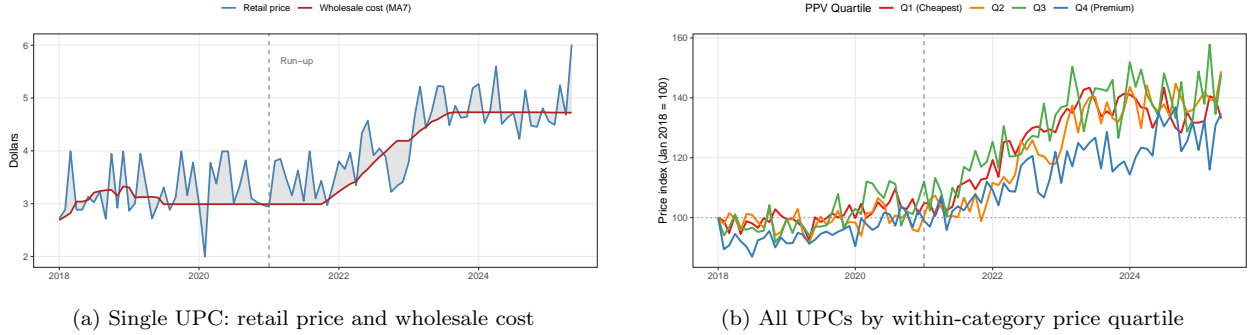 Retail price Wholesale cost (MA7)
Run−up
Dollars
6
5
4
3
2
2018 2020 2022 2024
(a) Single UPC: retail price and wholesale cost
PPV Quartile Q1 (Cheapest) Q2 Q3 Q4 (Premium)
Price index (Jan 2018 = 100)
160
140
120
100
2018 2020 2022 2024
(b) All UPCs by within-category price quartile